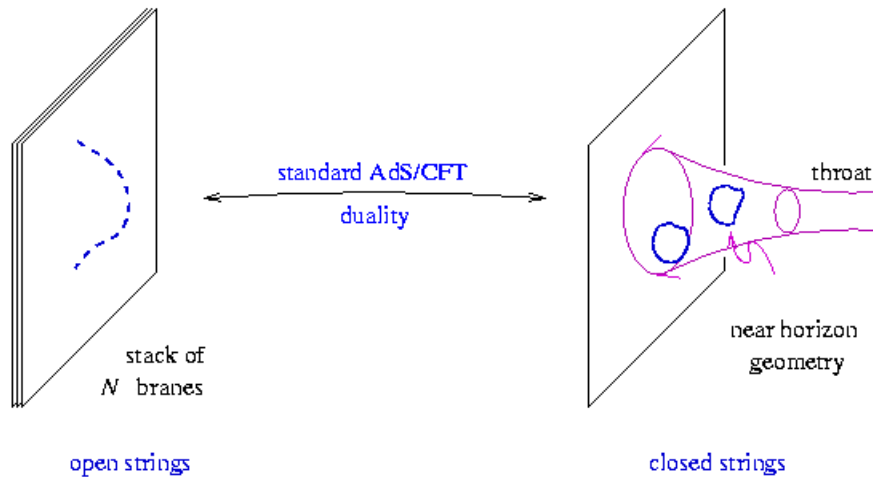 standard AdS/CFT
duality
throat
stack of
N branes
near horizon
geometry
open strings
closed strings